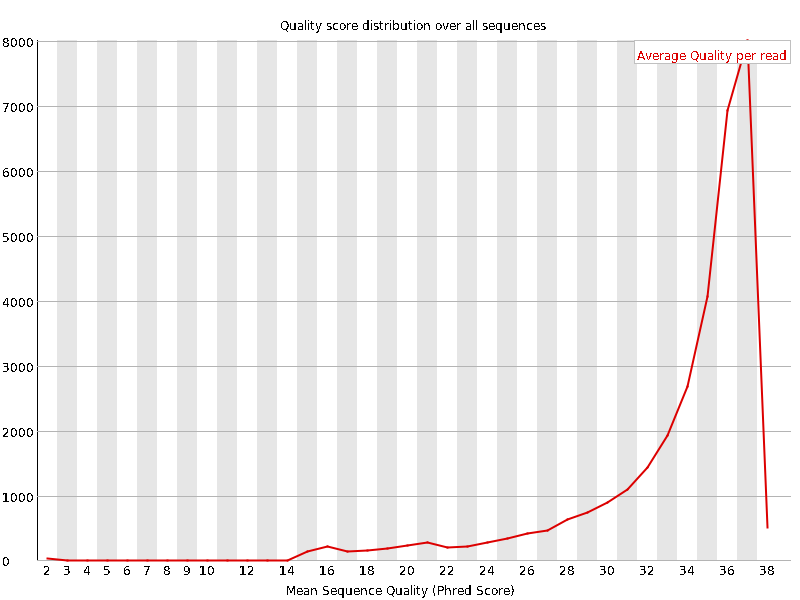 Quality score distribution over all sequences
Average Quality per read
8000
7000
6000
5000
4000
3000
2000
1000
0
2 3 4 5 6 7 8 9 10 12 14 16 18 20 22 24 26 28 30 32 34 36 38
Mean Sequence Quality (Phred Score)